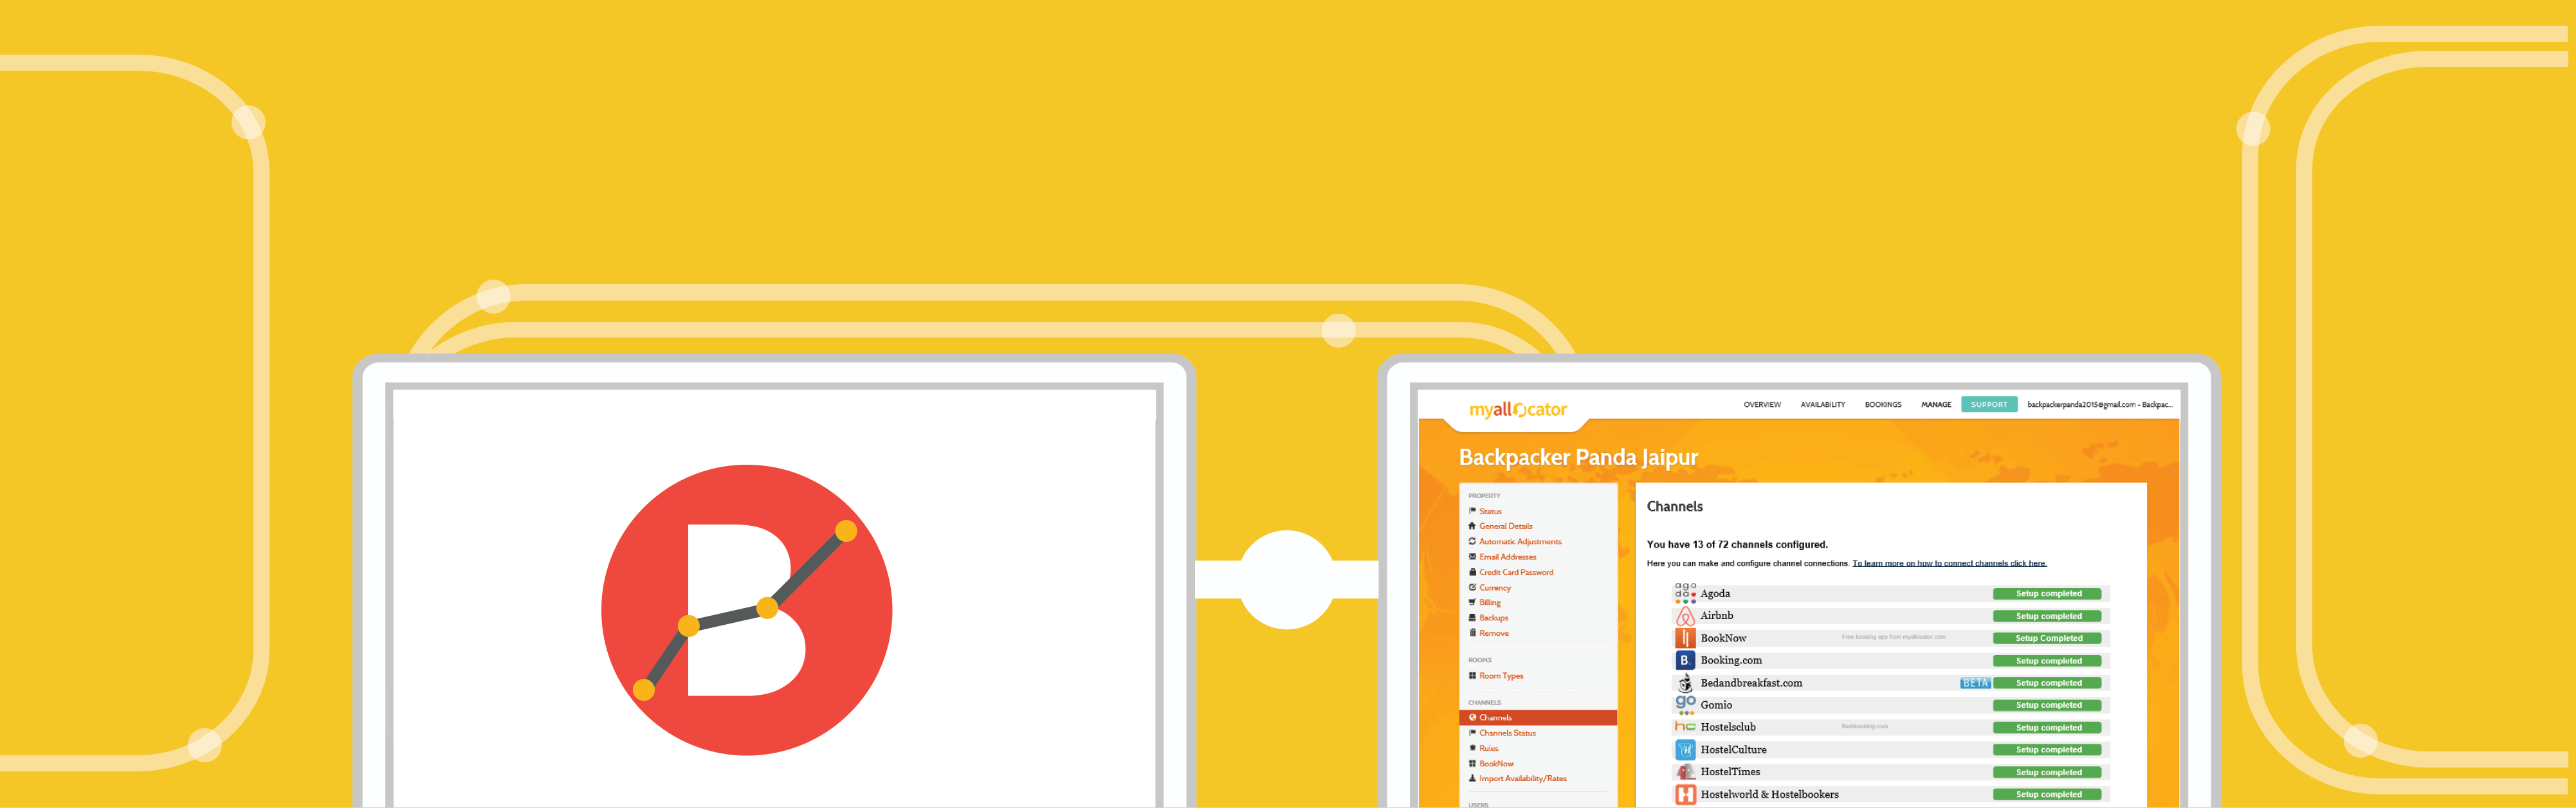 B
myallocator
OVERVIEW AVAILABILITY BOOKINGS MANAGE SUPPORT backpackerpanda2015@gmail.com - Backpac...
Backpacker Panda Jaipur
PROPERTY
Status
General Details
Automatic Adjustments
Email Addresses
Credit Card Password
Currency
Billing
Backups
Remove
ROOMS
Room Types
CHANNELS
Channels
Channels Status
Rules
BookNow
Import Availability/Rates
USERS
Channels
You have 13 of 72 channels configured.
Here you can make and configure channel connections. To learn more on how to connect channels click here.
agoda Agoda Setup completed
Airbnb Setup completed
BookNow Free booking app from myallocator.com Setup Completed
B. Booking.com Setup completed
Bedandbreakfast.com BETA Setup completed
go Gomio Setup completed
hc Hostelsclub flashbooking.com Setup completed
HostelCulture Setup completed
HostelTimes Setup completed
H Hostelworld & Hostelbookers Setup completed